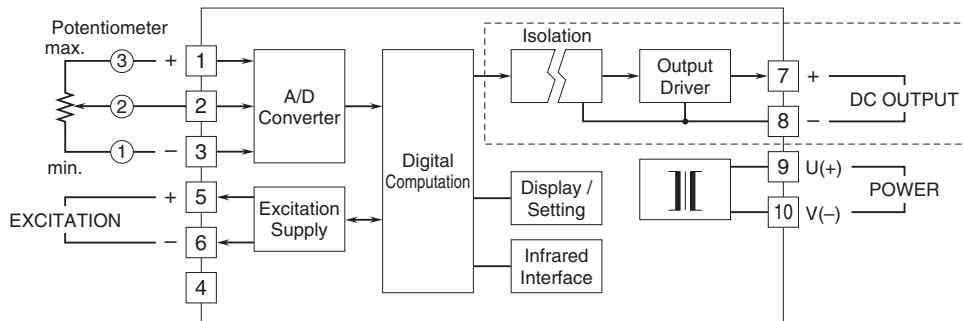 Potentiometer
max.
3 + 1
2 2
1 − 3
min.
+ 5
EXCITATION
− 6
4
A/D
Converter
Excitation
Supply
Digital
Computation
Isolation
Output
Driver
Display /
Setting
Infrared
Interface
7 +
DC OUTPUT
8 −
9 U(+)
POWER
10 V(–)